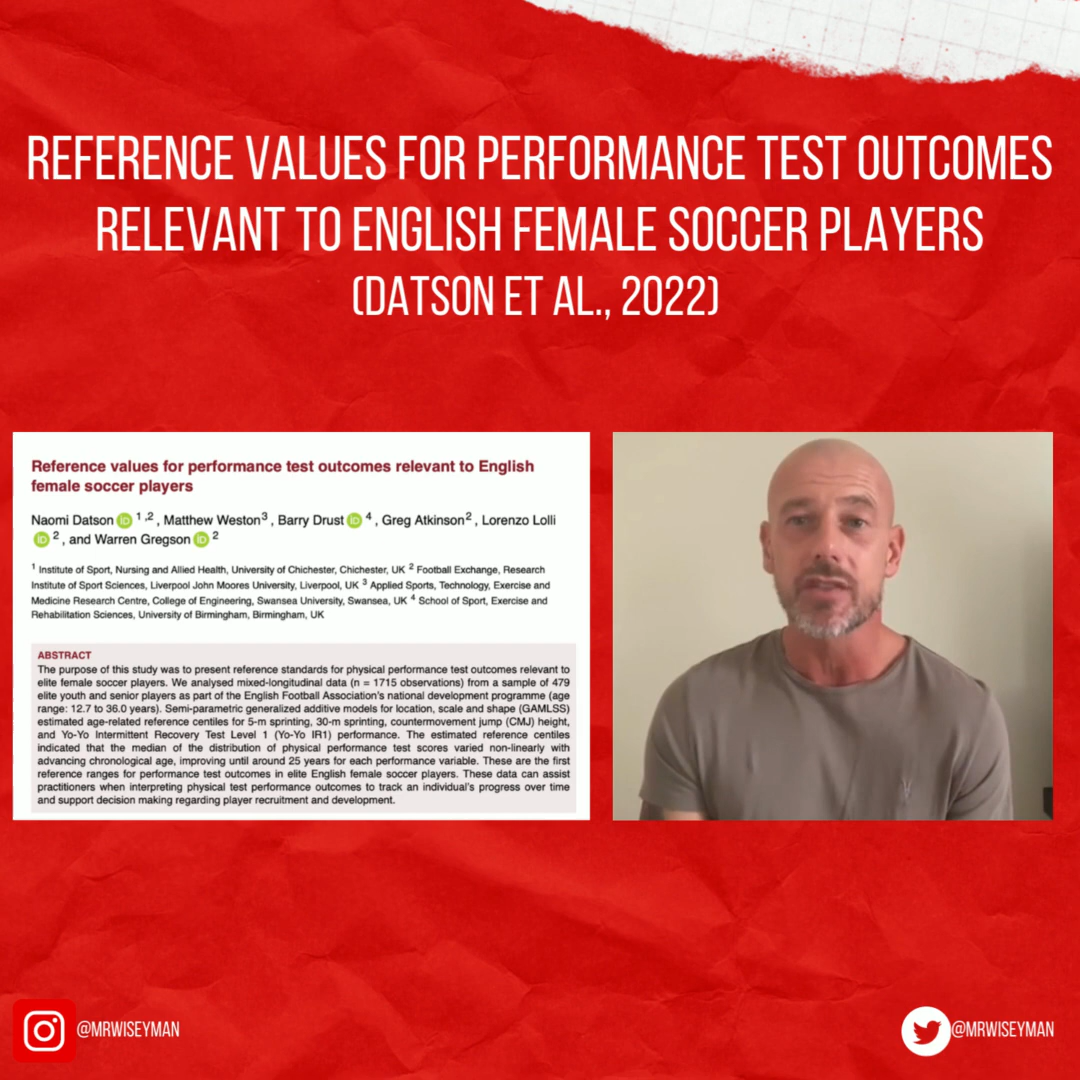 REFERENCE VALUES FOR PERFORMANCE TEST OUTCOMES
RELEVANT TO ENGLISH FEMALE SOCCER PLAYERS
(DATSON ET AL., 2022)
Reference values for performance test outcomes relevant to English
female soccer players
Naomi Datson iD 1,2, Matthew Weston3, Barry Drust iD 4, Greg Atkinson2, Lorenzo Lolli
iD 2, and Warren Gregson iD 2
1 Institute of Sport, Nursing and Allied Health, University of Chichester, Chichester, UK 2 Football Exchange, Research
Institute of Sport Sciences, Liverpool John Moores University, Liverpool, UK 3 Applied Sports, Technology, Exercise and
Medicine Research Centre, College of Engineering, Swansea University, Swansea, UK 4 School of Sport, Exercise and
Rehabilitation Sciences, University of Birmingham, Birmingham, UK
ABSTRACT
The purpose of this study was to present reference standards for physical performance test outcomes relevant to
elite female soccer players. We analysed mixed-longitudinal data (n = 1715 observations) from a sample of 479
elite youth and senior players as part of the English Football Association's national development programme (age
range: 12.7 to 36.0 years). Semi-parametric generalized additive models for location, scale and shape (GAMLSS)
estimated age-related reference centiles for 5-m sprinting, 30-m sprinting, countermovement jump (CMJ) height,
and Yo-Yo Intermittent Recovery Test Level 1 (Yo-Yo IR1) performance. The estimated reference centiles
indicated that the median of the distribution of physical performance test scores varied non-linearly with
advancing chronological age, improving until around 25 years for each performance variable. These are the first
reference ranges for performance test outcomes in elite English female soccer players. These data can assist
practitioners when interpreting physical test performance outcomes to track an individual's progress over time
and support decision making regarding player recruitment and development.
@MRWISEYMAN
@MRWISEYMAN